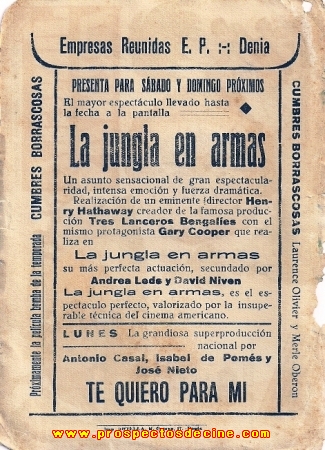 Empresas Reunidas E. P. :-: Denia
PRESENTA PARA SÁBADO Y DOMINGO PRÓXIMOS
El mayor espectáculo llevado hasta
la fecha a la pantalla
La jungla en armas
Un asunto sensacional de gran espectacula-
ridad, intensa emoción y fuerza dramática.
Realización de un eminente director Hen-
ry Hathaway creador de la famosa produc-
ción Tres Lanceros Bengalíes con el
mismo protagonista Gary Cooper que rea-
liza en
La jungla en armas
su más perfecta actuación, secundado por
Andrea Leds y David Niven
La jungla en armas, es el es-
pectáculo perfecto, valorizado por la insupe-
rable técnica del cine americano.
LUNES La grandiosa superproducción
nacional por
Antonio Casal, Isabel de Pomés y
José Nieto
TE QUIERO PARA MI
Próximamente la película bomba de la temporada CUMBRES BORRASCOSAS
CUMBRES BORRASCOSAS Laurence Olivier y Merle Oberon
www.prospectosdecine.com